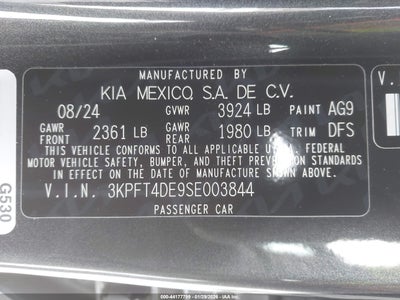 MANUFACTURED BY
KIA MEXICO, S.A. DE C.V.
08/24 GVWR 3924 LB PAINT AG9
GAWR FRONT 2361 LB GAWR REAR 1980 LB TRIM DFS
THIS VEHICLE CONFORMS TO ALL APPLICABLE U.S. FEDERAL
MOTOR VEHICLE SAFETY, BUMPER, AND THEFT PREVENTION
STANDARDS IN EFFECT ON THE DATE OF MANUFACTURE SHOWN ABOVE.
V.I.N. 3KPFT4DE9SE003844
PASSENGER CAR
G530
V.